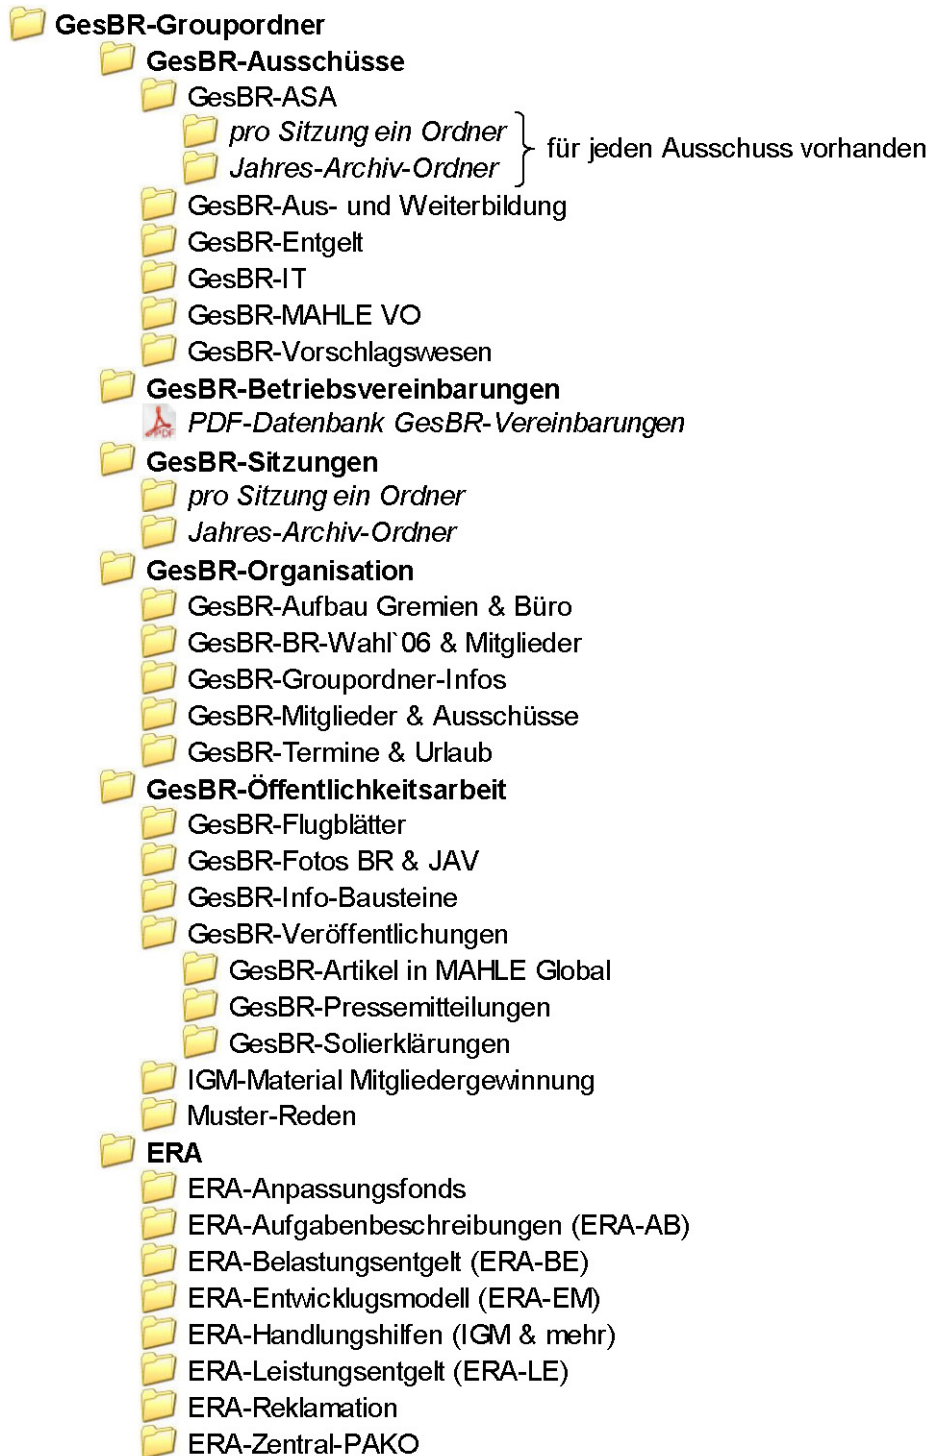 GesBR-Groupordner
GesBR-Ausschüsse
GesBR-ASA
pro Sitzung ein Ordner
Jahres-Archiv-Ordner
für jeden Ausschuss vorhanden
GesBR-Aus- und Weiterbildung
GesBR-Entgelt
GesBR-IT
GesBR-MAHLE VO
GesBR-Vorschlagswesen
GesBR-Betriebsvereinbarungen
PDF-Datenbank GesBR-Vereinbarungen
GesBR-Sitzungen
pro Sitzung ein Ordner
Jahres-Archiv-Ordner
GesBR-Organisation
GesBR-Aufbau Gremien & Büro
GesBR-BR-Wahl`06 & Mitglieder
GesBR-Groupordner-Infos
GesBR-Mitglieder & Ausschüsse
GesBR-Termine & Urlaub
GesBR-Öffentlichkeitsarbeit
GesBR-Flugblätter
GesBR-Fotos BR & JAV
GesBR-Info-Bausteine
GesBR-Veröffentlichungen
GesBR-Artikel in MAHLE Global
GesBR-Pressemitteilungen
GesBR-Solierklärungen
IGM-Material Mitgliedergewinnung
Muster-Reden
ERA
ERA-Anpassungsfonds
ERA-Aufgabenbeschreibungen (ERA-AB)
ERA-Belastungsentgelt (ERA-BE)
ERA-Entwicklugsmodell (ERA-EM)
ERA-Handlungshilfen (IGM & mehr)
ERA-Leistungsentgelt (ERA-LE)
ERA-Reklamation
ERA-Zentral-PAKO